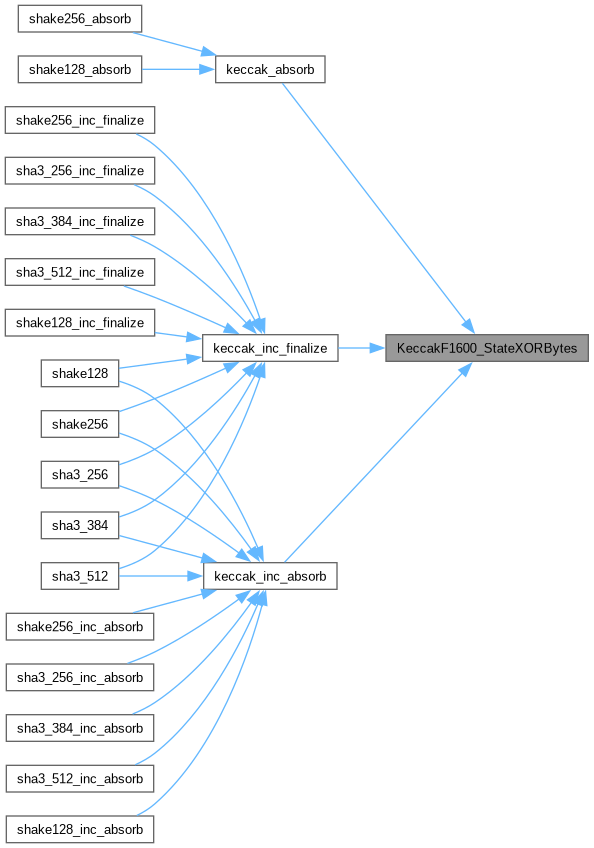 shake256_absorb
shake128_absorb
keccak_absorb
shake256_inc_finalize
sha3_256_inc_finalize
sha3_384_inc_finalize
sha3_512_inc_finalize
shake128_inc_finalize
keccak_inc_finalize
KeccakF1600_StateXORBytes
shake128
shake256
sha3_256
sha3_384
sha3_512
keccak_inc_absorb
shake256_inc_absorb
sha3_256_inc_absorb
sha3_384_inc_absorb
sha3_512_inc_absorb
shake128_inc_absorb